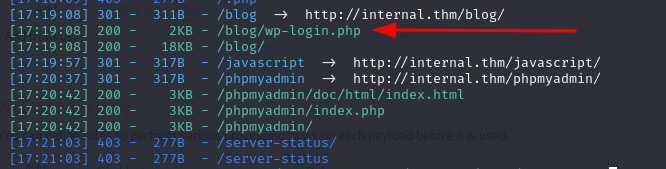 [17:19:08] 301 - 311B - /blog → http://internal.thm/blog/
[17:19:08] 200 - 2KB - /blog/wp-login.php
[17:19:08] 200 - 18KB - /blog/
[17:19:57] 301 - 317B - /javascript → http://internal.thm/javascript/
[17:20:37] 301 - 317B - /phpmyadmin → http://internal.thm/phpmyadmin/
[17:20:42] 200 - 3KB - /phpmyadmin/doc/html/index.html
[17:20:42] 200 - 3KB - /phpmyadmin/index.php
[17:20:42] 200 - 3KB - /phpmyadmin/
on each payload before it is used.
[17:21:03] 403 - 277B - /server-status/
[17:21:03] 403 - 277B - /server-status